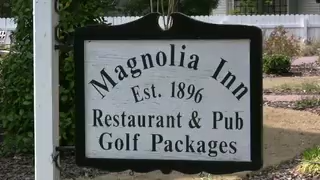 Magnolia Inn
Est. 1896
Restaurant & Pub
Golf Packages